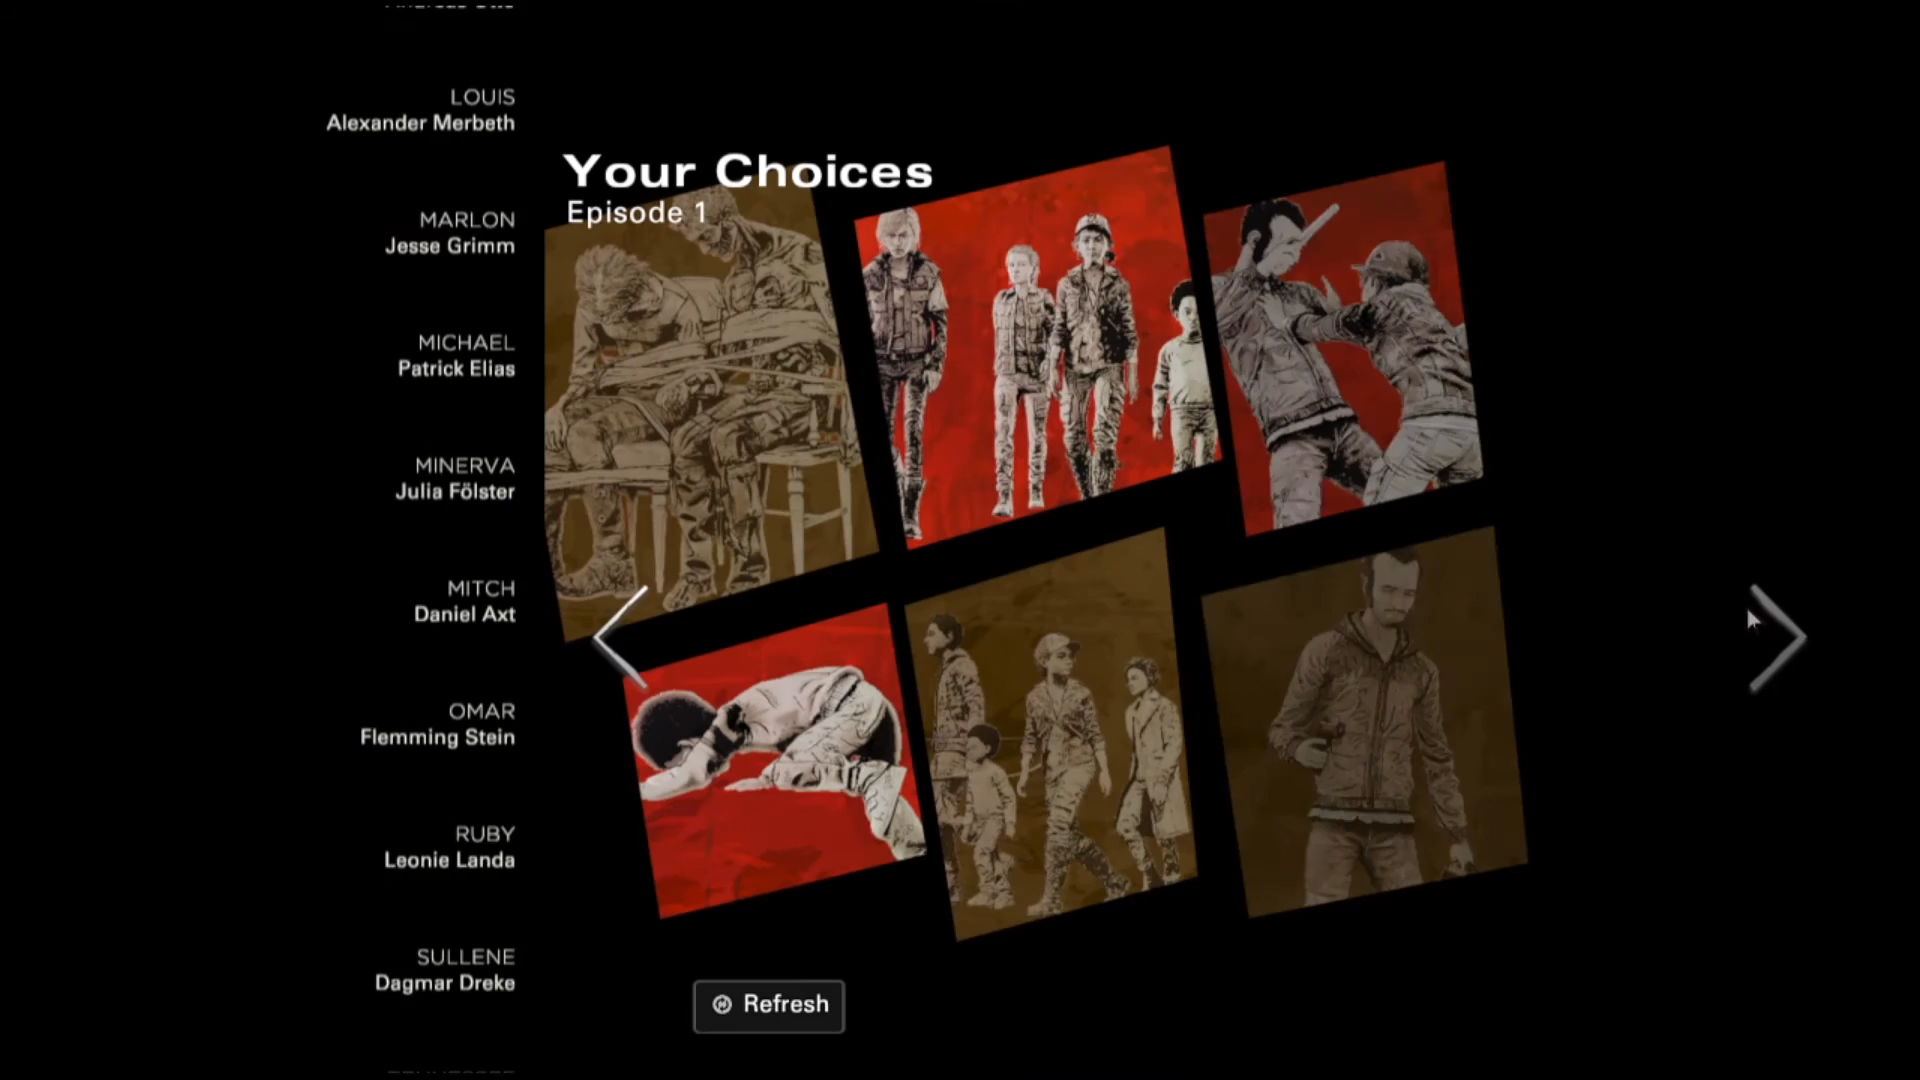 LOUIS
Alexander Merbeth
MARLON
Jesse Grimm
MICHAEL
Patrick Elias
MINERVA
Julia Fölster
MITCH
Daniel Axt
OMAR
Flemming Stein
RUBY
Leonie Landa
SULLENE
Dagmar Dreke
Your Choices
Episode 1
Refresh